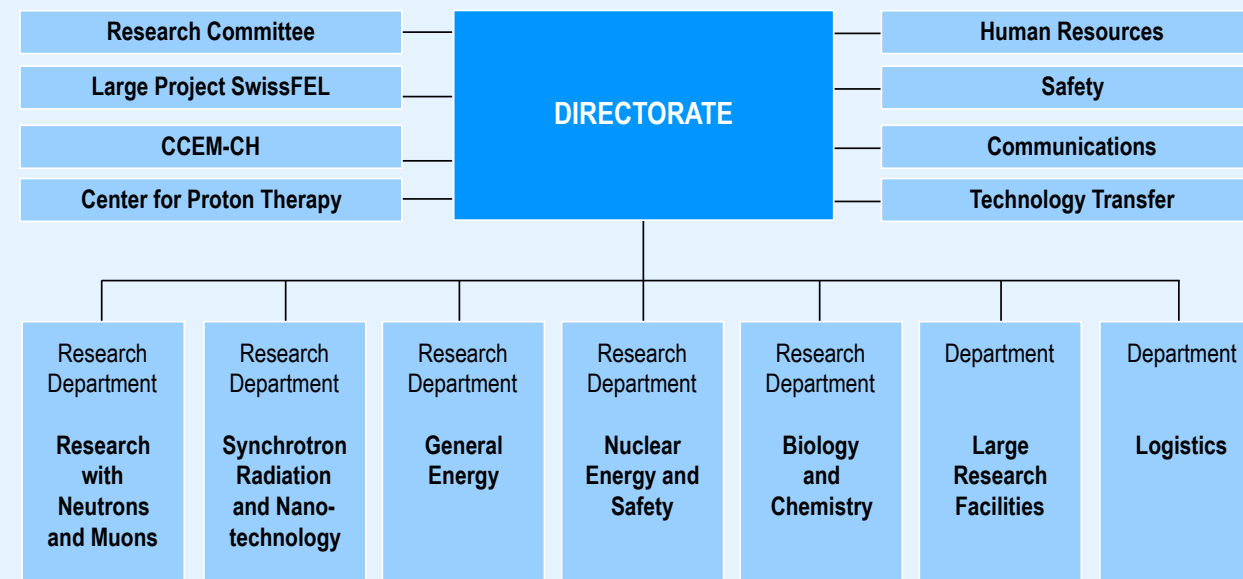 Research Committee
Large Project SwissFEL
CCEM-CH
Center for Proton Therapy
DIRECTORATE
Human Resources
Safety
Communications
Technology Transfer
Research
Department
Research
with
Neutrons
and Muons
Research
Department
Synchrotron
Radiation
and Nano-
technology
Research
Department
General
Energy
Research
Department
Nuclear
Energy and
Safety
Research
Department
Biology
and
Chemistry
Department
Large
Research
Facilities
Department
Logistics